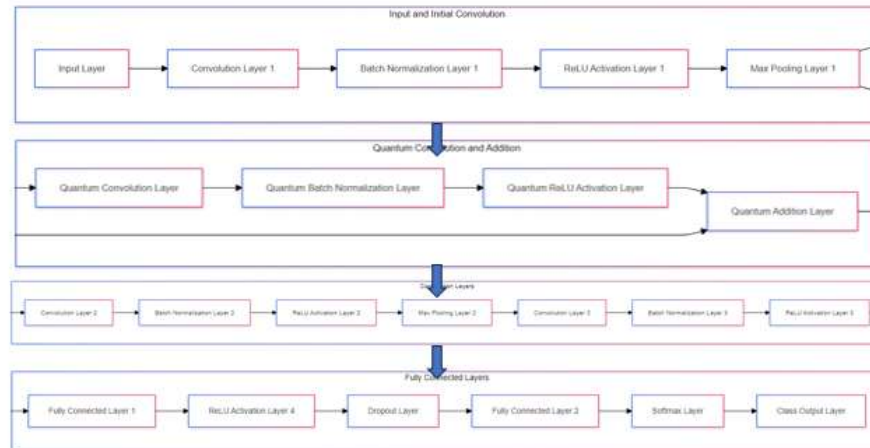 Input and Initial Convolution
Input Layer
Convolution Layer 1
Batch Normalization Layer 1
ReLU Activation Layer 1
Max Pooling Layer 1
Quantum and Addition
Quantum Convolution Layer
Quantum Batch Normalization Layer
Quantum ReLU Activation Layer
Quantum Addition Layer
Layers
Convolution Layer 2
Batch Normalization Layer 2
ReLU Activation Layer 2
Max Pooling Layer 2
Convolution Layer 3
Batch Normalization Layer 3
ReLU Activation Layer 3
Fully Connected Layers
Fully Connected Layer 1
ReLU Activation Layer 4
Dropout Layer
Fully Connected Layer 2
Softmax Layer
Class Output Layer